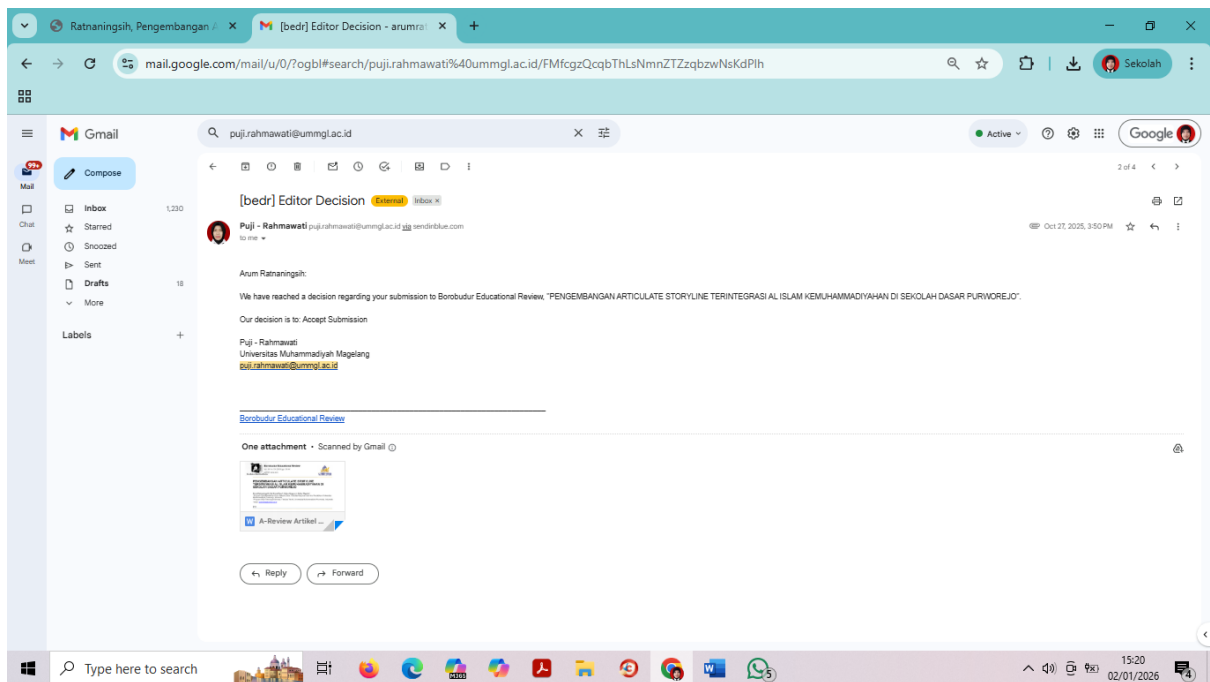 Ratnaningsih, Pengembangan A
[bedr] Editor Decision - arumrat
mail.google.com/mail/u/0/?ogbl#search/puji.rahmawati%40ummgl.ac.id/FMfcgzQcqbThLsNmnZTZzqbzwNsKdPlh
Sekolah
Gmail
puji.rahmawati@ummgl.ac.id
Active
Google
99+
Mail
Compose
2 of 4
Chat
Meet
Inbox 1,230
Starred
Snoozed
Sent
Drafts 18
More
Labels
[bedr] Editor Decision External Inbox ×
Puji - Rahmawati puji.rahmawati@ummgl.ac.id via sendinblue.com
Oct 27, 2025, 3:50 PM
to me
Arum Ratnaningsih:
We have reached a decision regarding your submission to Borobudur Educational Review, "PENGEMBANGAN ARTICULATE STORYLINE TERINTEGRASI AL ISLAM KEMUHAMMADIYAHAN DI SEKOLAH DASAR PURWOREJO".
Our decision is to: Accept Submission
Puji - Rahmawati
Universitas Muhammadiyah Magelang
puji.rahmawati@ummgl.ac.id
Borobudur Educational Review
One attachment • Scanned by Gmail
W A-Review Artikel ...
Reply
Forward
Type here to search
M365
5
15:20
02/01/2026
4